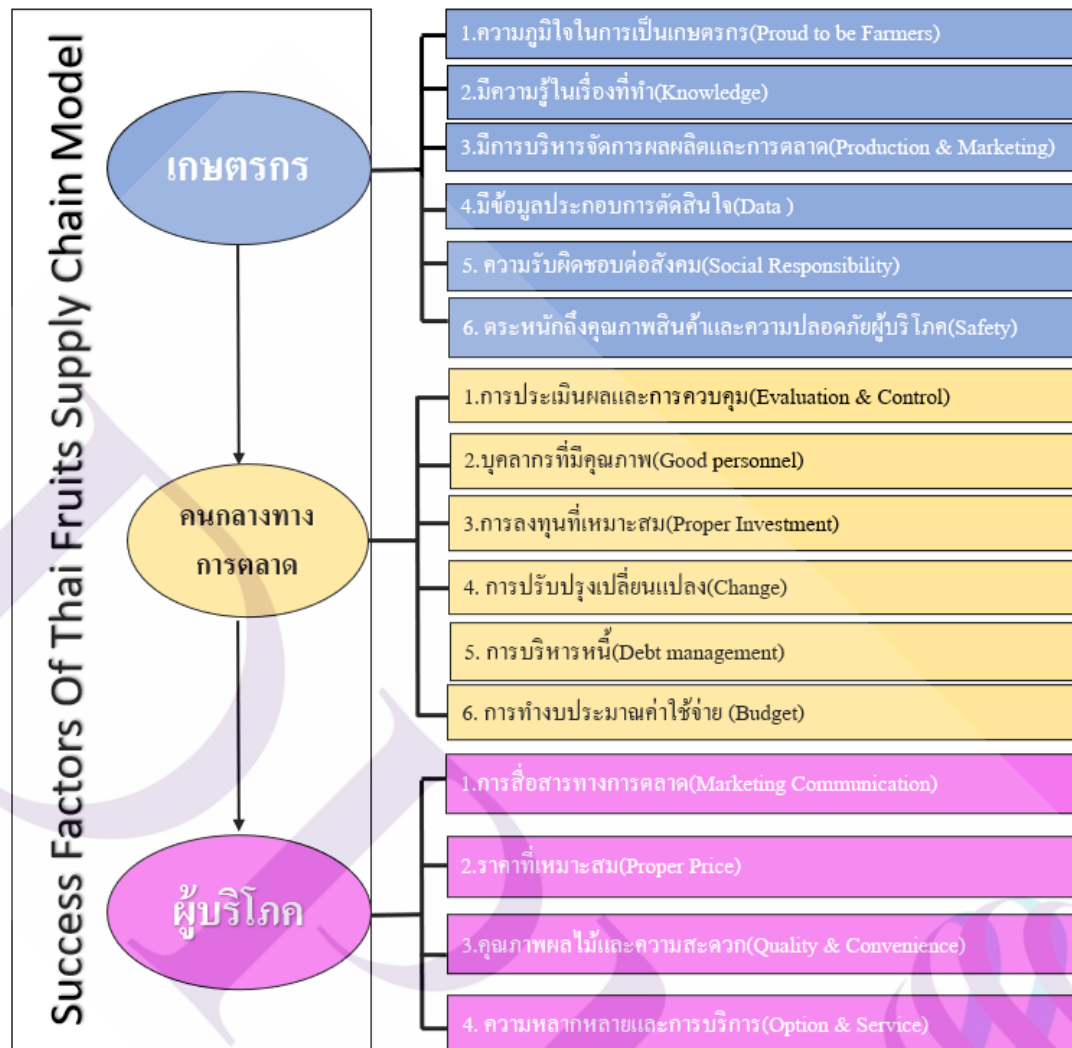 Success Factors Of Thai Fruits Supply Chain Model
เกษตรกร
1.ความภูมิใจในการเป็นเกษตรกร(Proud to be Farmers)
2.มีความรู้ในเรื่องที่ทำ(Knowledge)
3.มีการบริหารจัดการผลผลิตและการตลาด(Production & Marketing)
4.มีข้อมูลประกอบการตัดสินใจ(Data )
5. ความรับผิดชอบต่อสังคม(Social Responsibility)
6. ตระหนักถึงคุณภาพสินค้าและความปลอดภัยผู้บริโภค(Safety)
คนกลางทาง
การตลาด
1.การประเมินผลและการควบคุม(Evaluation & Control)
2.บุคลากรที่มีคุณภาพ(Good personnel)
3.การลงทุนที่เหมาะสม(Proper Investment)
4. การปรับปรุงเปลี่ยนแปลง(Change)
5. การบริหารหนี้(Debt management)
6. การทำงบประมาณค่าใช้จ่าย (Budget)
ผู้บริโภค
1.การสื่อสารทางการตลาด(Marketing Communication)
2.ราคาที่เหมาะสม(Proper Price)
3.คุณภาพผลไม้และความสะดวก(Quality & Convenience)
4. ความหลากหลายและการบริการ(Option & Service)